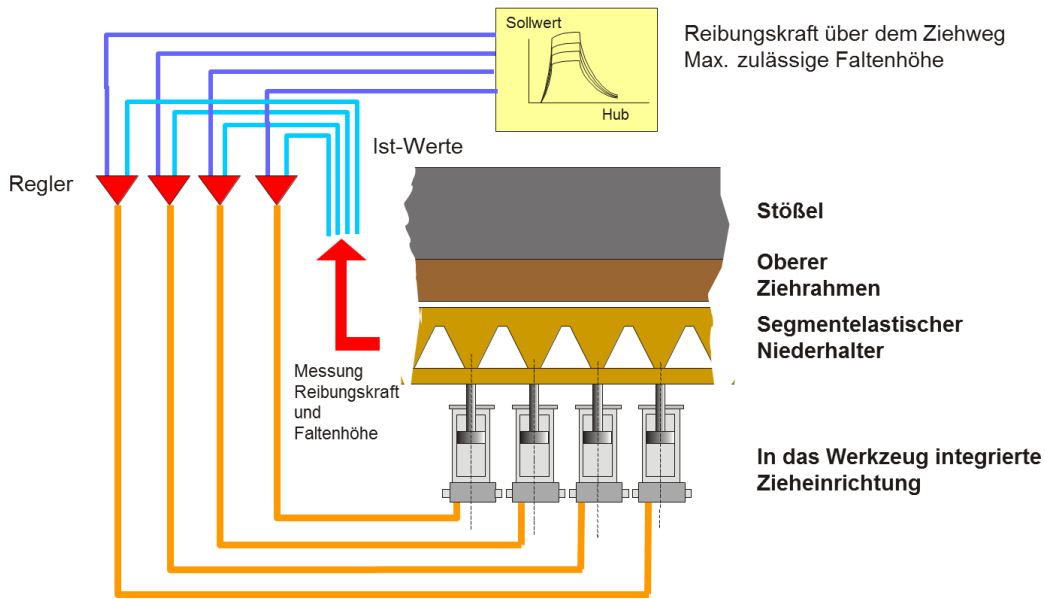 Sollwert
Hub
Reibungskraft über dem Ziehweg
Max. zulässige Faltenhöhe
Ist-Werte
Regler
Stößel
Oberer
Ziehrahmen
Segmentelastischer
Niederhalter
Messung
Reibungskraft
und
Faltenhöhe
In das Werkzeug integrierte
Zieheinrichtung